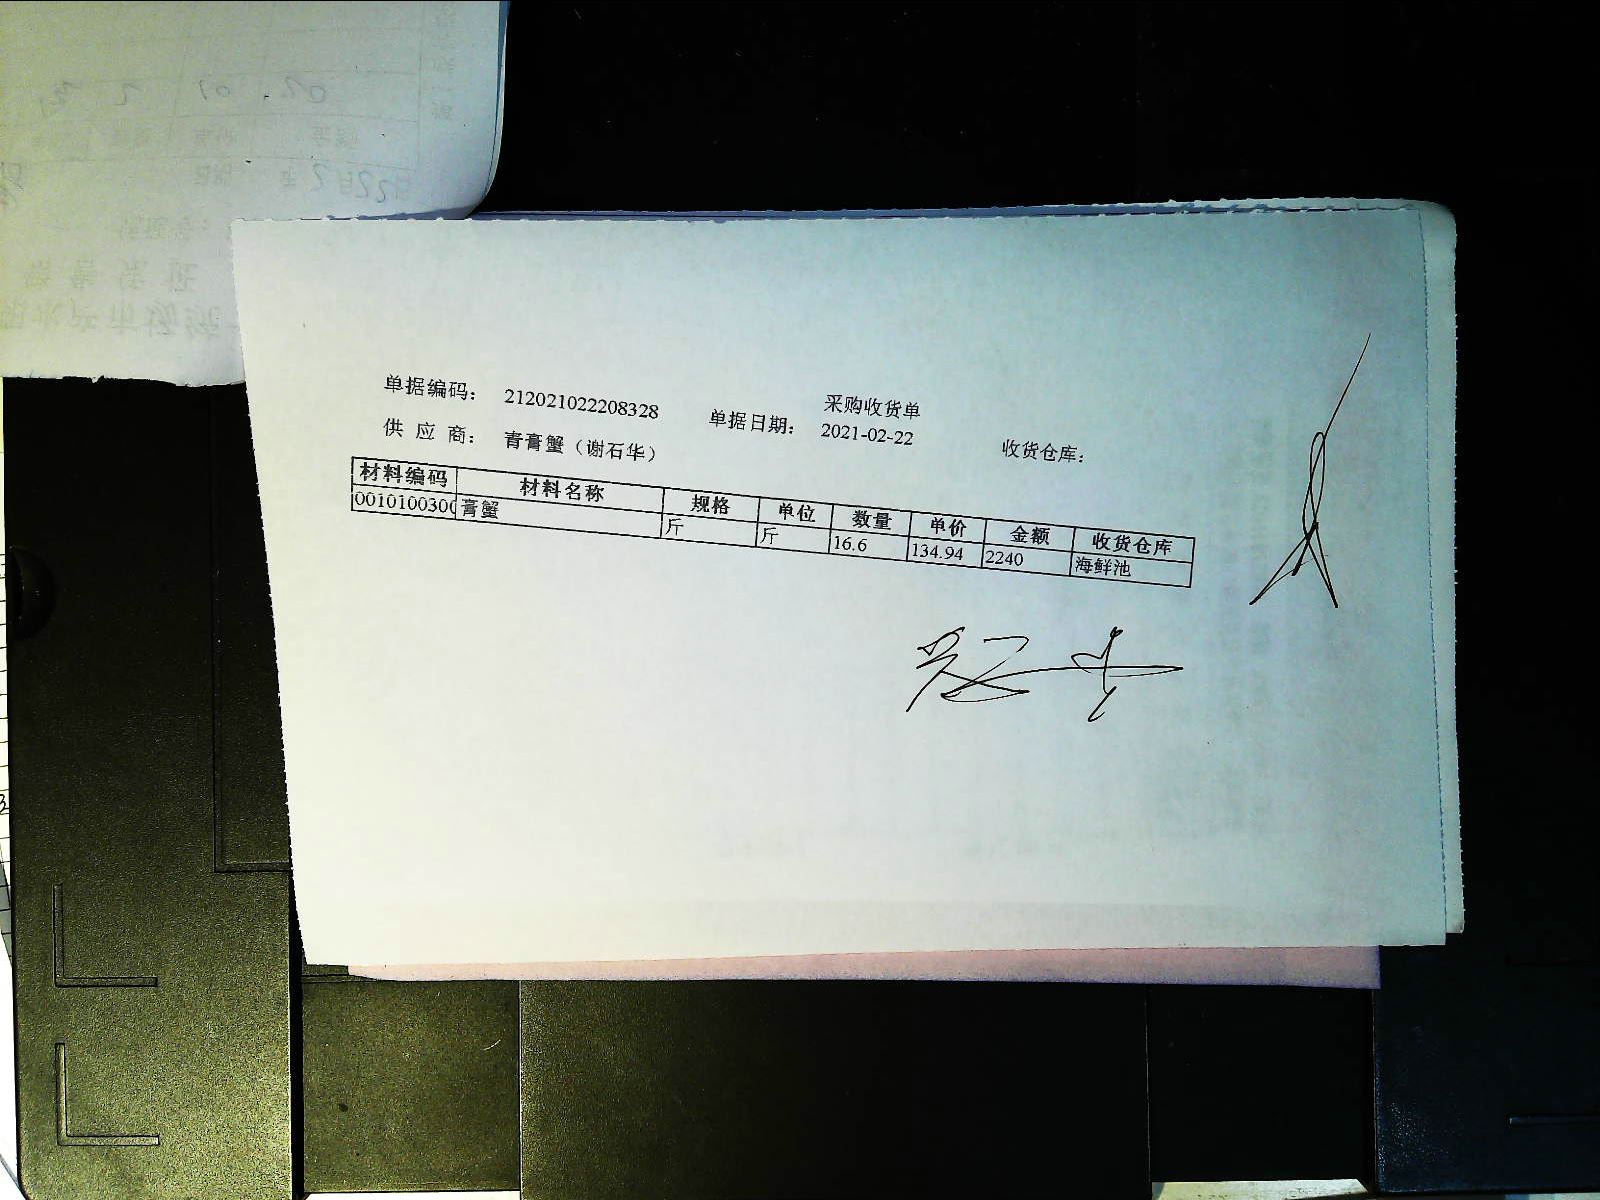 采购收货单
单据编码： 212021022208328 单据日期： 2021-02-22 收货仓库：
供 应 商： 青膏蟹（谢石华）
材料编码 材料名称 规格 单位 数量 单价 金额 收货仓库
0010100300 膏蟹 斤 斤 16.6 134.94 2240 海鲜池